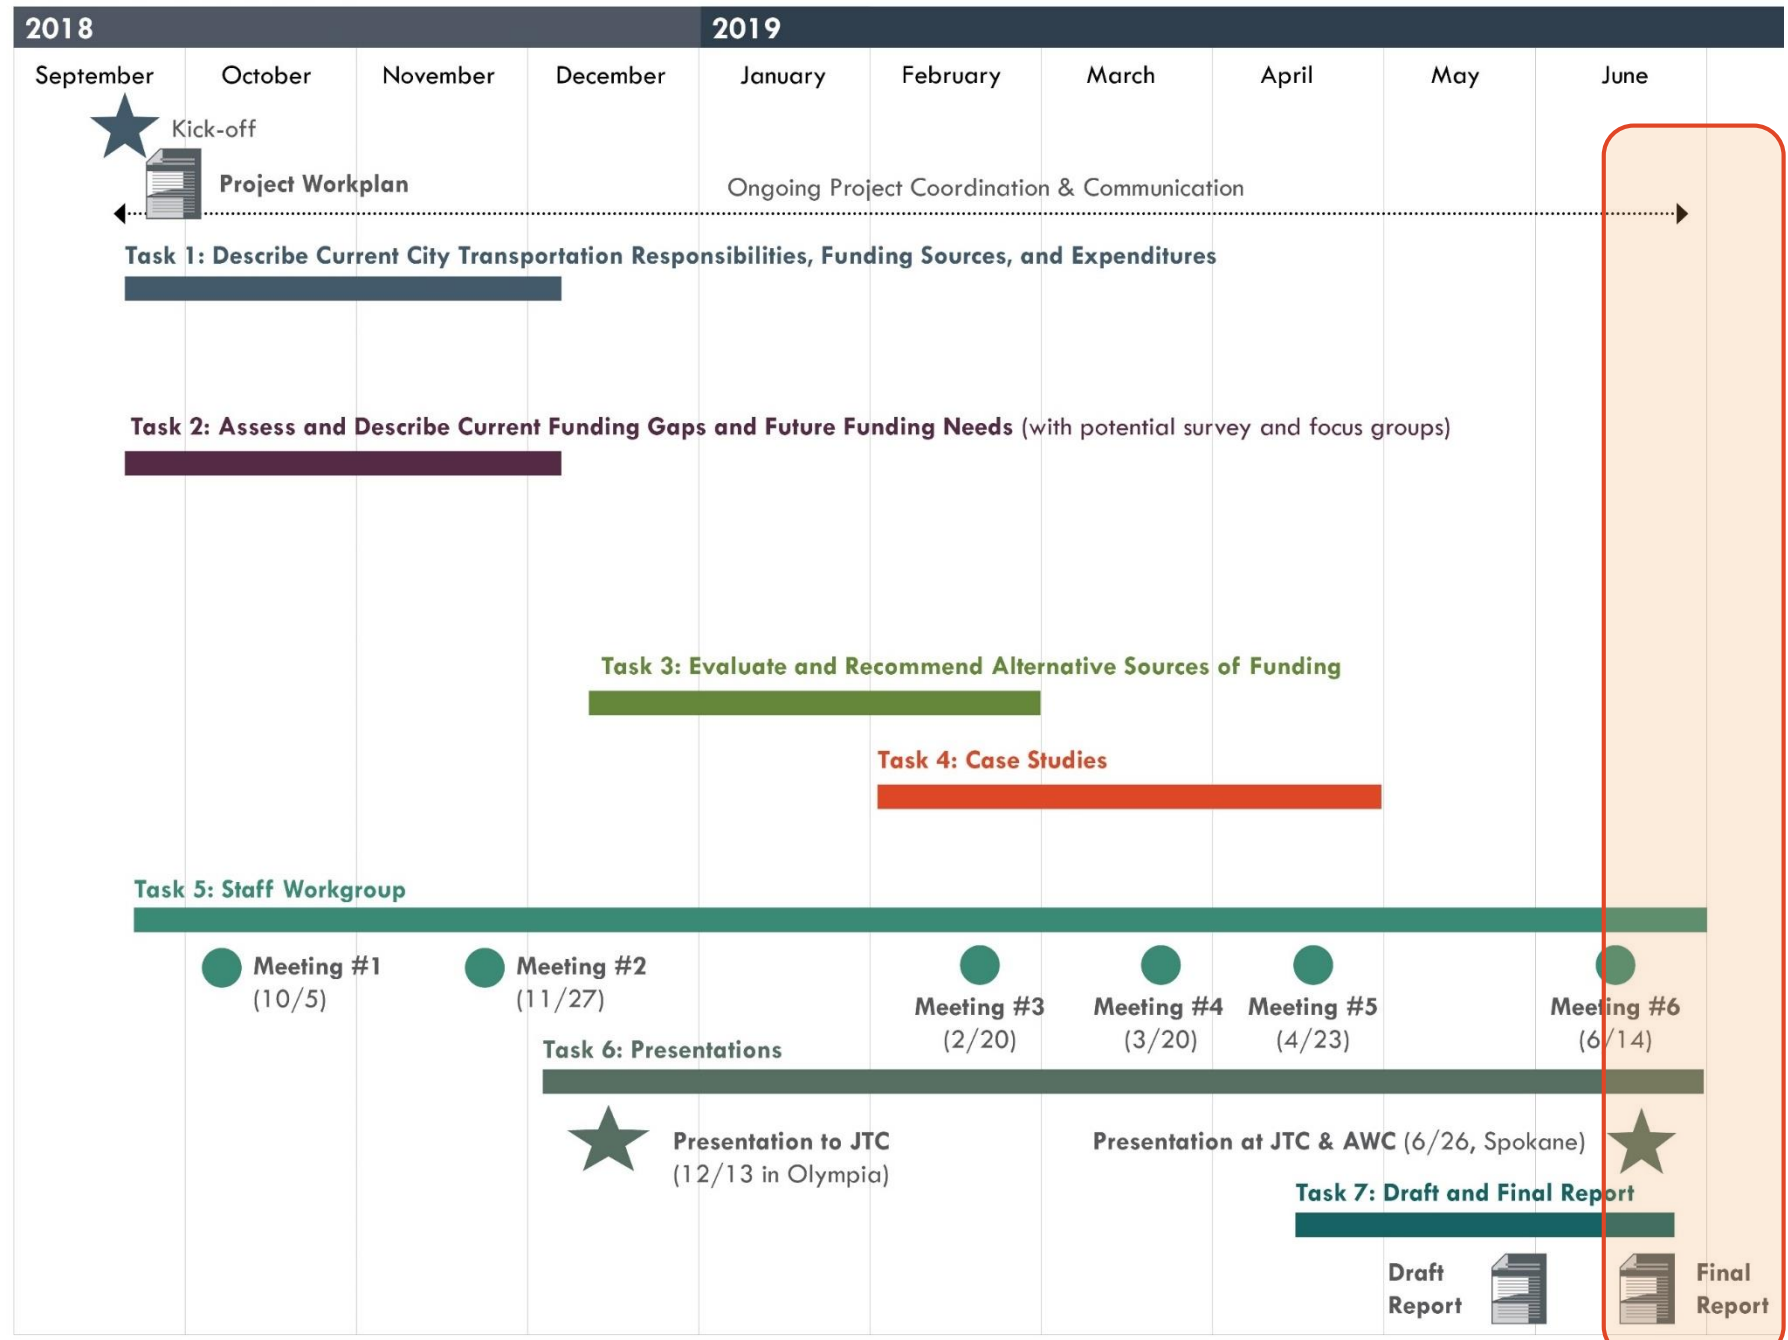 2018
2019
September
October
November
December
January
February
March
April
May
June
Kick-off
Project Workplan
Ongoing Project Coordination & Communication
Task 1: Describe Current City Transportation Responsibilities, Funding Sources, and Expenditures
Task 2: Assess and Describe Current Funding Gaps and Future Funding Needs (with potential survey and focus groups)
Task 3: Evaluate and Recommend Alternative Sources of Funding
Task 4: Case Studies
Task 5: Staff Workgroup
Meeting #1
(10/5)
Meeting #2
(11/27)
Meeting #3
(2/20)
Meeting #4
(3/20)
Meeting #5
(4/23)
Meeting #6
(6/14)
Task 6: Presentations
Presentation to JTC
(12/13 in Olympia)
Presentation at JTC & AWC (6/26, Spokane)
Task 7: Draft and Final Report
Draft
Report
Final
Report